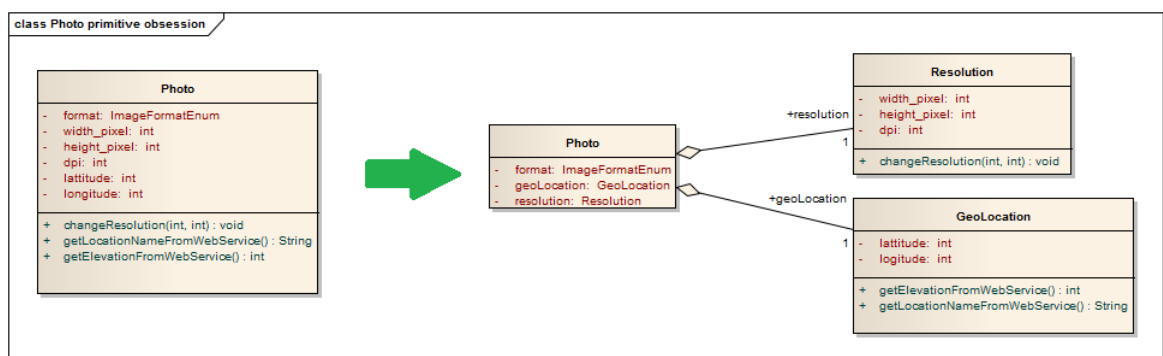 class Photo primitive obsession
Photo
- format: ImageFormatEnum
- width_pixel: int
- height_pixel: int
- dpi: int
- lattitude: int
- longitude: int
+ changeResolution(int, int) : void
+ getLocationNameFromWebService() : String
+ getElevationFromWebService() : int
Photo
- format: ImageFormatEnum
- geoLocation: GeoLocation
- resolution: Resolution
+resolution
1
Resolution
- width_pixel: int
- height_pixel: int
- dpi: int
+ changeResolution(int, int) : void
+geoLocation
1
GeoLocation
- lattitude: int
- logitude: int
+ getElevationFromWebService() : int
+ getLocationNameFromWebService() : String